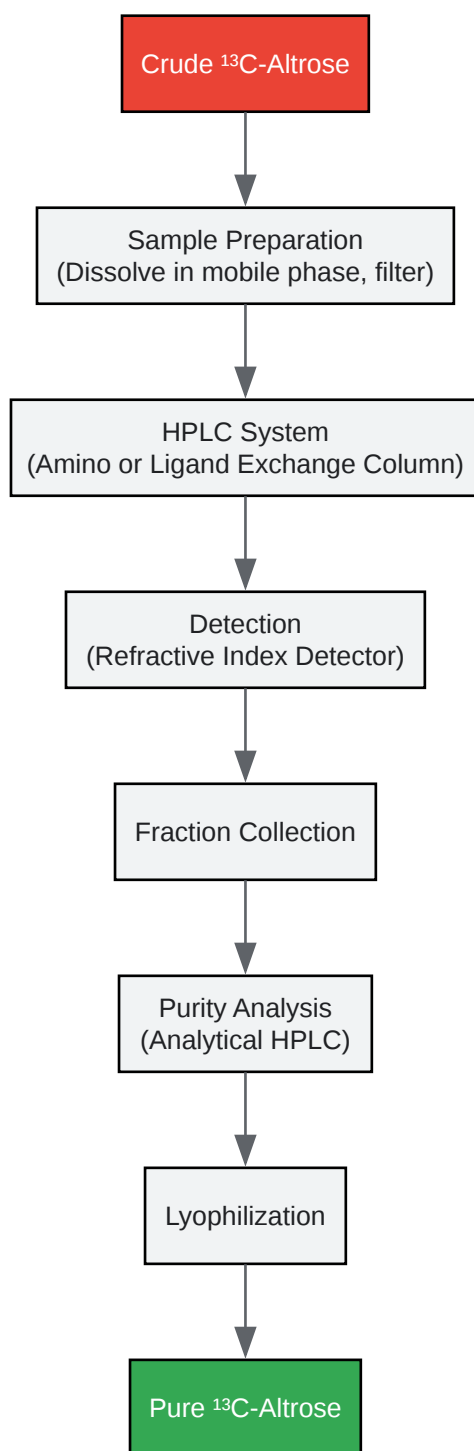 Crude ¹³C-Altrose
Sample Preparation
(Dissolve in mobile phase, filter)
HPLC System
(Amino or Ligand Exchange Column)
Detection
(Refractive Index Detector)
Fraction Collection
Purity Analysis
(Analytical HPLC)
Lyophilization
Pure ¹³C-Altrose